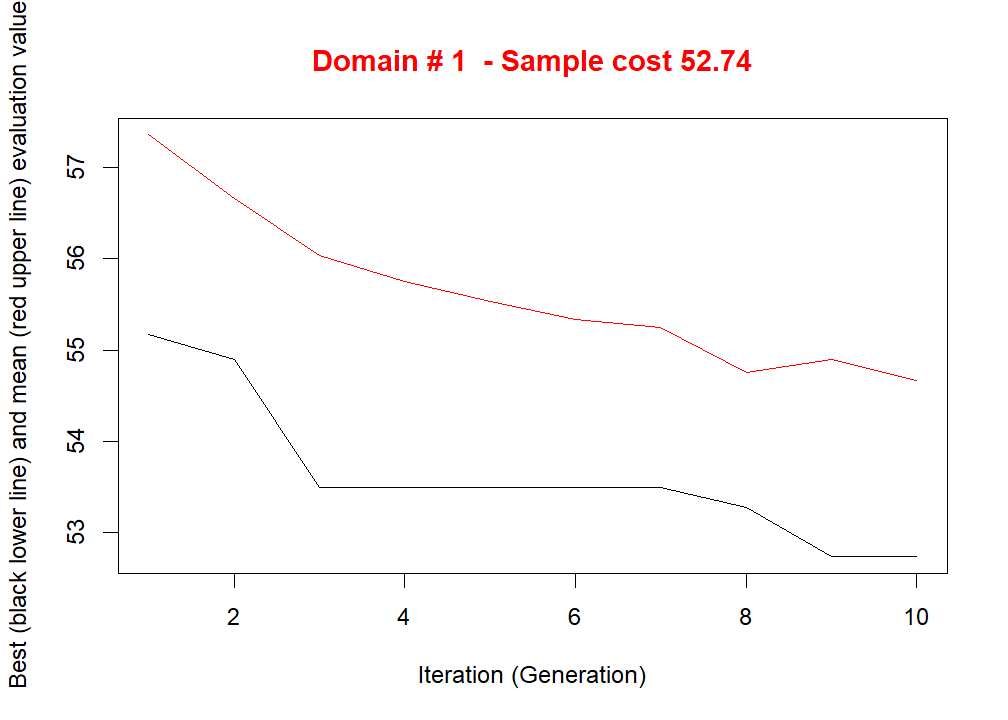 Domain # 1  - Sample cost 52.74
Best (black lower line) and mean (red upper line) evaluation value
57
56
55
54
53
2 4 6 8 10
Iteration (Generation)